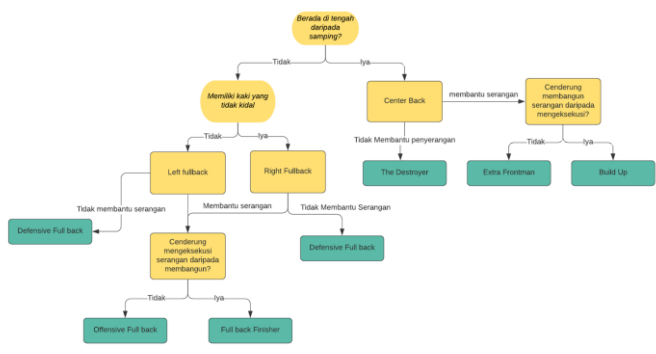 Berada di tengah
daripada
samping?
Tidak
Iya
Memiliki kaki yang
tidak kidal
Center Back
membantu serangan
Cenderung
membangun
serangan daripada
mengeksekusi?
Tidak
Iya
Tidak Membantu penyerangan
Tidak
Iya
Left fullback
Right Fullback
The Destroyer
Extra Frontman
Build Up
Tidak membantu serangan
Membantu serangan
Tidak Membantu Serangan
Defensive Full back
Cenderung
mengeksekusi
serangan daripada
membangun?
Defensive Full back
Tidak
Iya
Offensive Full back
Full back Finisher